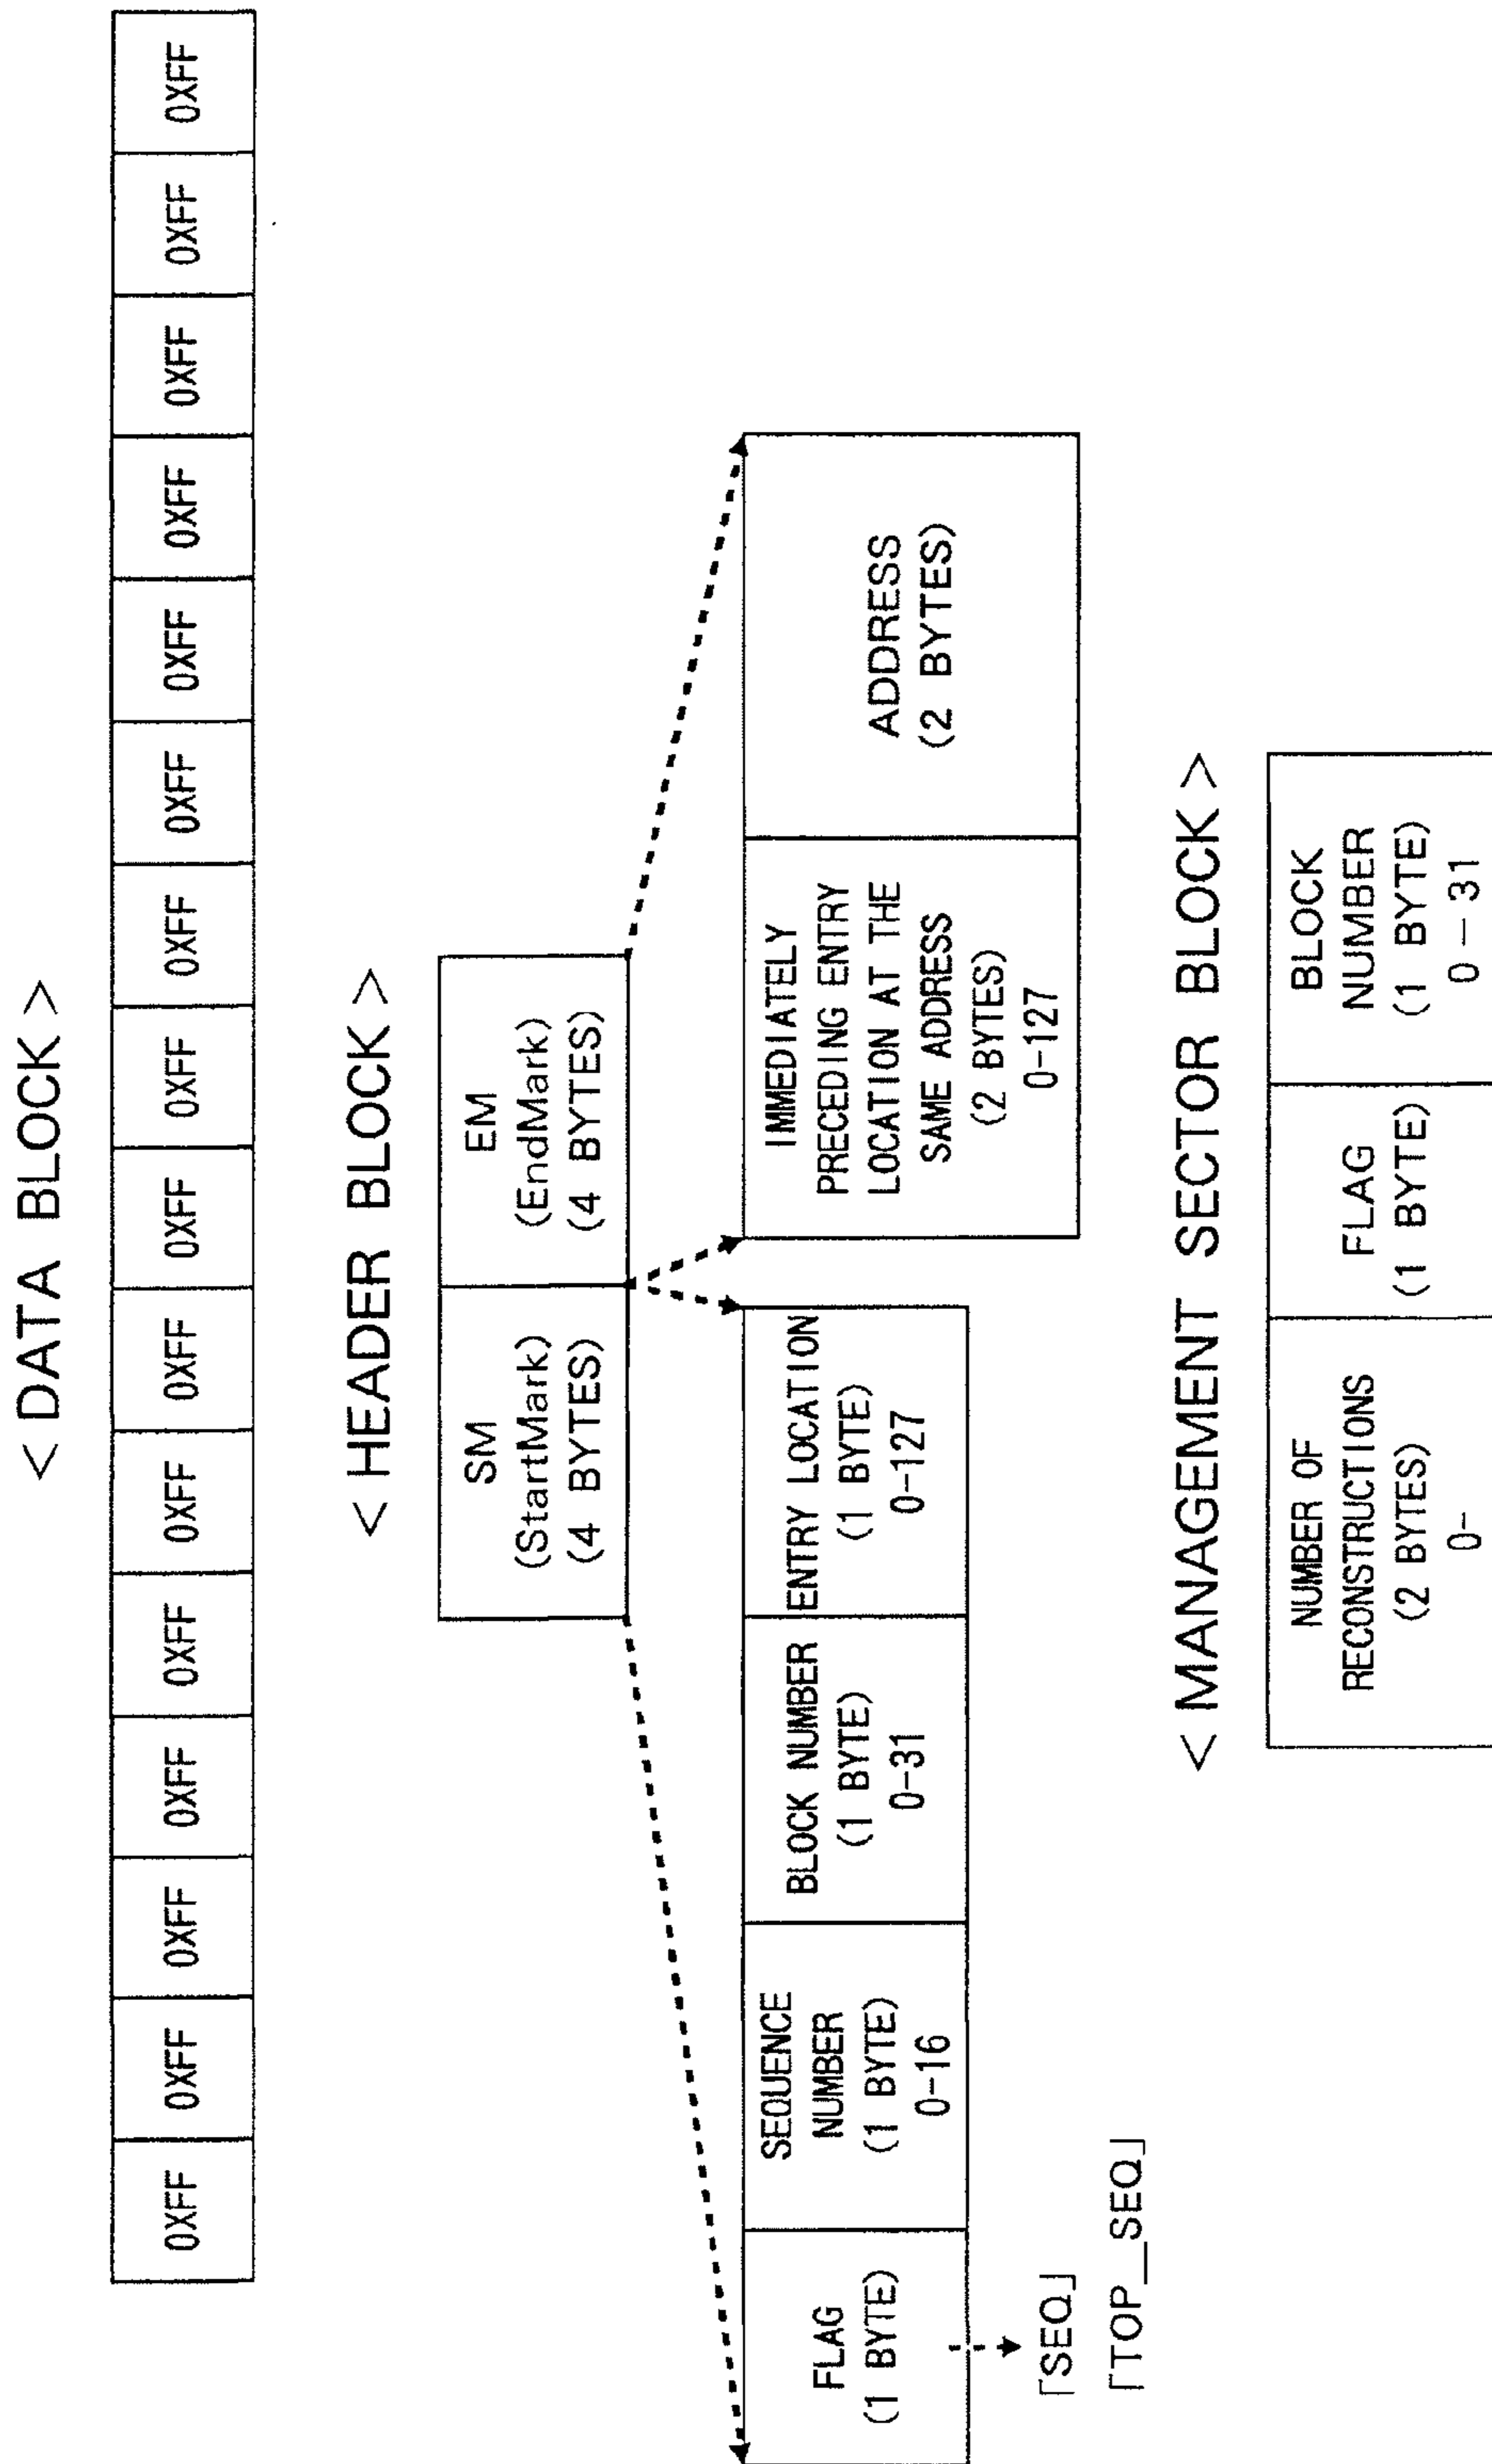 < DATA BLOCK >
0XFF 0XFF 0XFF 0XFF 0XFF 0XFF 0XFF 0XFF 0XFF 0XFF 0XFF 0XFF 0XFF 0XFF 0XFF 0XFF
< HEADER BLOCK >
SM
(StartMark)
(4 BYTES)
EM
(EndMark)
(4 BYTES)
FLAG
(1 BYTE)
SEQUENCE
NUMBER
(1 BYTE)
0-16
BLOCK NUMBER
(1 BYTE)
0-31
ENTRY LOCATION
(1 BYTE)
0-127
IMMEDIATELY
PRECEDING ENTRY
LOCATION AT THE
SAME ADDRESS
(2 BYTES)
0-127
ADDRESS
(2 BYTES)
「SEQ」
「TOP__SEQ」
< MANAGEMENT SECTOR BLOCK >
NUMBER OF
RECONSTRUCTIONS
(2 BYTES)
0-
FLAG
(1 BYTE)
BLOCK
NUMBER
(1 BYTE)
0 - 31